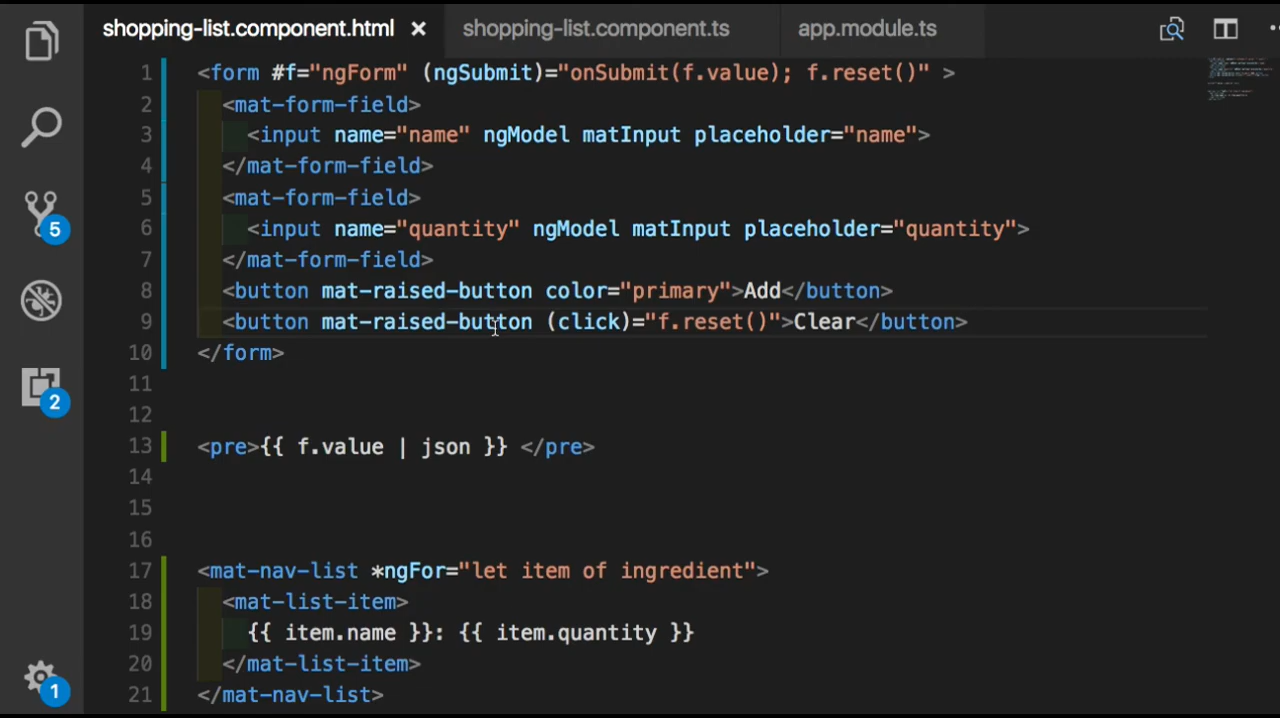 shopping-list.component.html × shopping-list.component.ts app.module.ts
1 <form #f="ngForm" (ngSubmit)="onSubmit(f.value); f.reset()" >
2 <mat-form-field>
3 <input name="name" ngModel matInput placeholder="name">
4 </mat-form-field>
5 <mat-form-field>
6 <input name="quantity" ngModel matInput placeholder="quantity">
7 </mat-form-field>
8 <button mat-raised-button color="primary">Add</button>
9 <button mat-raised-button (click)="f.reset()">Clear</button>
10 </form>
11
12
13 <pre>{{ f.value | json }} </pre>
14
15
16
17 <mat-nav-list *ngFor="let item of ingredient">
18 <mat-list-item>
19 {{ item.name }}: {{ item.quantity }}
20 </mat-list-item>
21 </mat-nav-list>
5
2
1